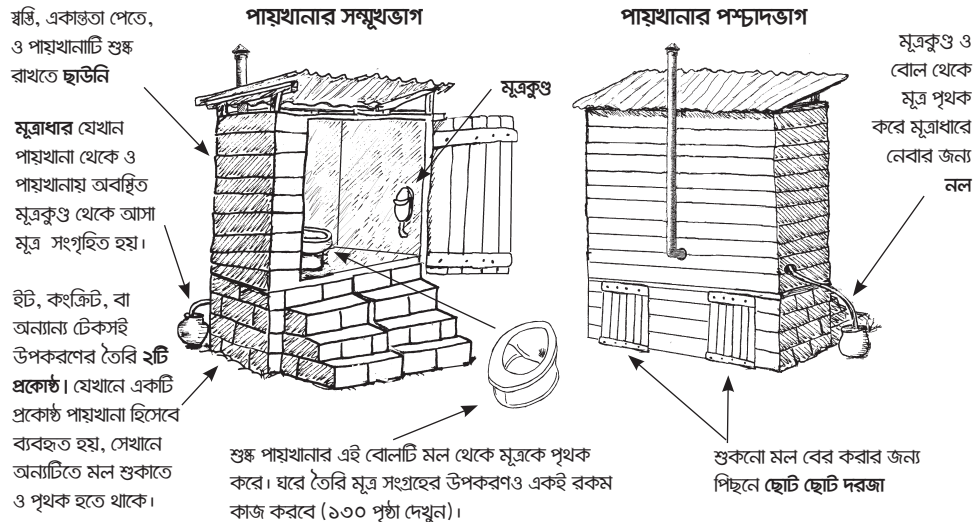 পায়খানার সম্মূখভাগ
পায়খানার পশ্চাদভাগ
স্বস্তি, একান্ততা পেতে,
ও পায়খানাটি শুষ্ক
রাখতে ছাউনি
মূত্রাধার যেখান
পায়খানা থেকে ও
পায়খানায় অবস্থিত
মূত্রকুণ্ড থেকে আসা
মূত্র সংগৃহিত হয়।
ইট, কংক্রিট, বা
অন্যান্য টেকসই
উপকরণের তৈরি ২টি
প্রকোষ্ঠ। যেখানে একটি
প্রকোষ্ঠ পায়খানা হিসেবে
ব্যবহৃত হয়, সেখানে
অন্যটিতে মল শুকাতে
ও পৃথক হতে থাকে।
মূত্রকুণ্ড
শুষ্ক পায়খানার এই বোলটি মল থেকে মূত্রকে পৃথক
করে। ঘরে তৈরি মূত্র সংগ্রহের উপকরণও একই রকম
কাজ করবে (১৩০ পৃষ্ঠা দেখুন)।
মূত্রকুণ্ড ও
বোল থেকে
মূত্র পৃথক
করে মূত্রাধারে
নেবার জন্য
নল
শুকনো মল বের করার জন্য
পিছনে ছোট ছোট দরজা